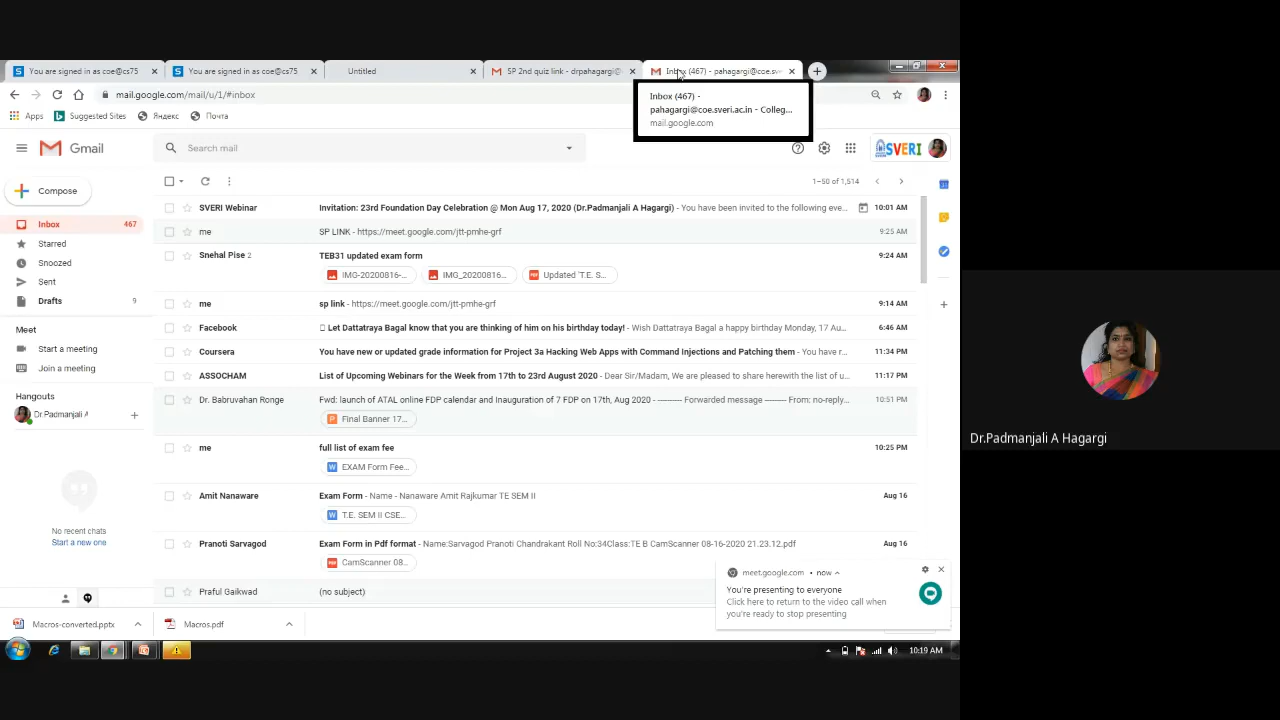 You are signed in as coe@cs75
You are signed in as coe@cs75
Untitled
SP 2nd quiz link - drpahagargi@
Inbox (467) - pahagargi@coe.sve
mail.google.com/mail/u/1/#inbox
Inbox (467) -
pahagargi@coe.sveri.ac.in - Colleg...
mail.google.com
Apps
Suggested Sites
Яндекс
Почта
Gmail
Search mail
SVERI
Compose
1–50 of 1,514
Inbox 467
Starred
Snoozed
Sent
Drafts 9
Meet
Start a meeting
Join a meeting
Hangouts
Dr.Padmanjali A
No recent chats
Start a new one
SVERI Webinar Invitation: 23rd Foundation Day Celebration @ Mon Aug 17, 2020 (Dr.Padmanjali A Hagargi) - You have been invited to the following eve... 10:01 AM
me SP LINK - https://meet.google.com/jtt-pmhe-grf 9:25 AM
Snehal Pise 2 TEB31 updated exam form 9:24 AM
IMG-20200816-... IMG_20200816... Updated 'T.E. S...
me sp link - https://meet.google.com/jtt-pmhe-grf 9:14 AM
Facebook Let Dattatraya Bagal know that you are thinking of him on his birthday today! - Wish Dattatraya Bagal a happy birthday Monday, 17 Au... 6:46 AM
Coursera You have new or updated grade information for Project 3a Hacking Web Apps with Command Injections and Patching them - You have r... 11:34 PM
ASSOCHAM List of Upcoming Webinars for the Week from 17th to 23rd August 2020 - Dear Sir/Madam, We are pleased to share herewith the list of u... 11:17 PM
Dr. Babruvahan Ronge Fwd: launch of ATAL online FDP calendar and Inauguration of 7 FDP on 17th, Aug 2020 - ---------- Forwarded message --------- From: no-reply... 10:51 PM
Final Banner 17...
me full list of exam fee 10:25 PM
EXAM Form Fee...
Amit Nanaware Exam Form - Name - Nanaware Amit Rajkumar TE SEM II Aug 16
T.E. SEM II CSE...
Pranoti Sarvagod Exam Form in Pdf format - Name:Sarvagod Pranoti Chandrakant Roll No:34Class:TE B CamScanner 08-16-2020 21.23.12.pdf Aug 16
CamScanner 08...
Praful Gaikwad (no subject)
meet.google.com • now
You're presenting to everyone
Click here to return to the video call when
you're ready to stop presenting
Macros-converted.pptx
Macros.pdf
10:19 AM
Dr.Padmanjali A Hagargi